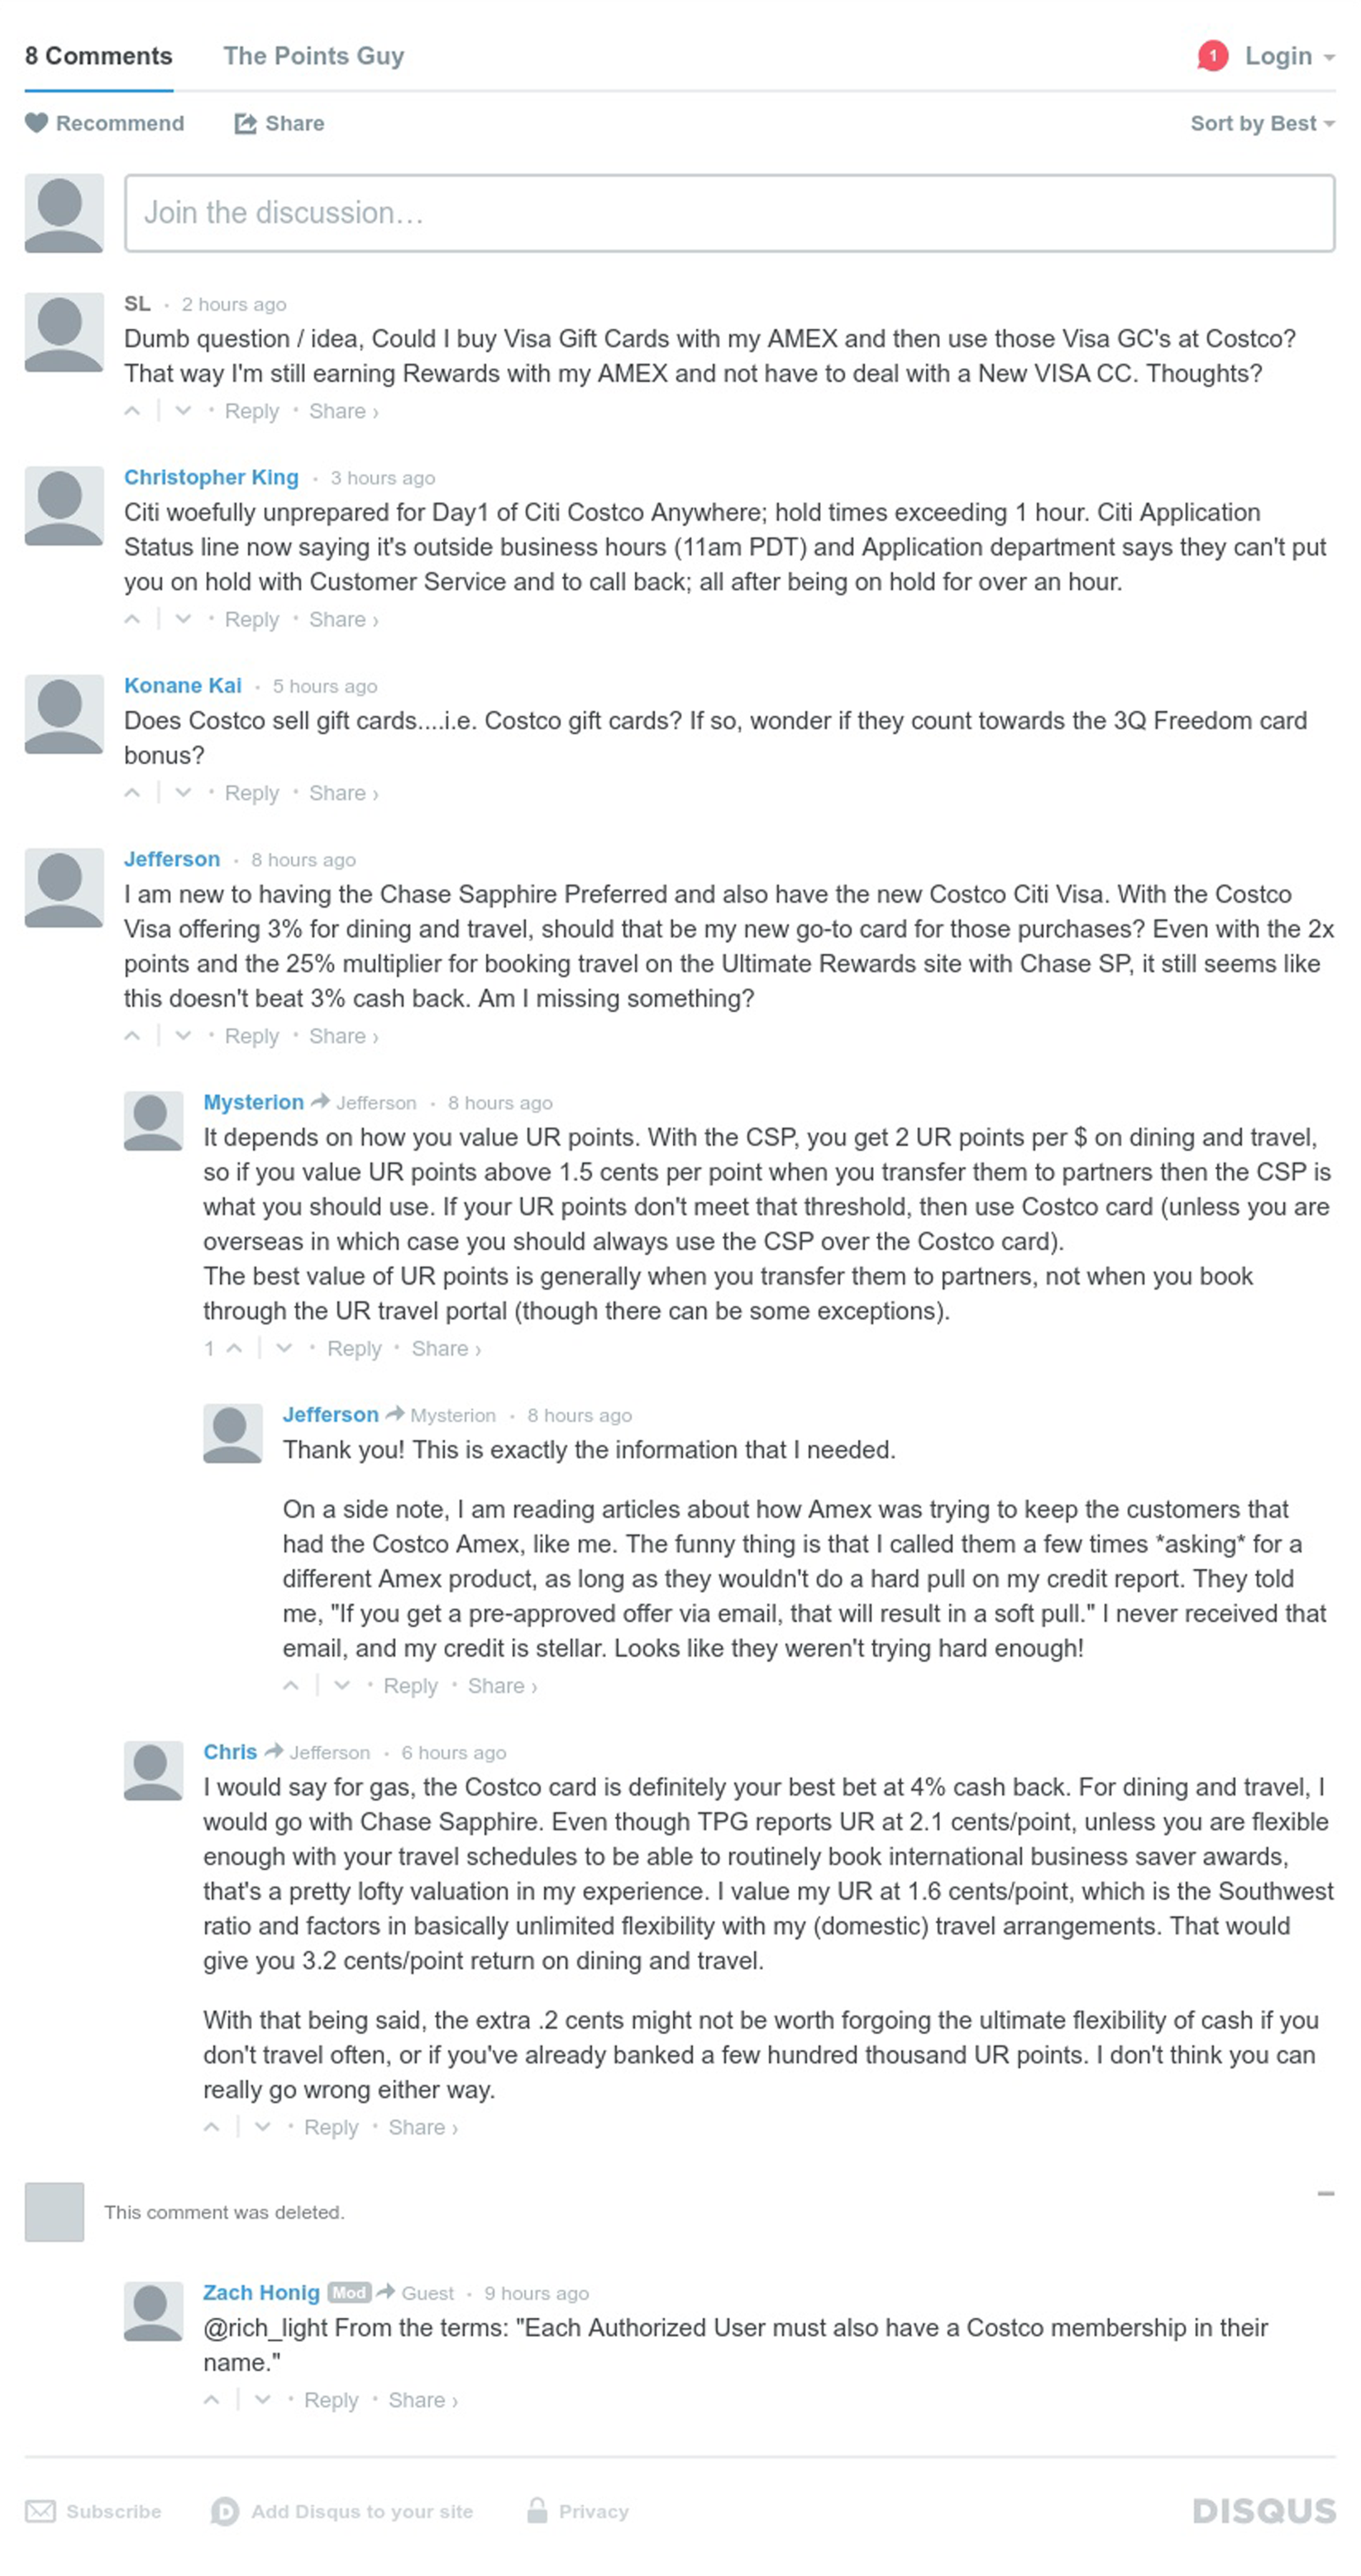 8 Comments The Points Guy 1 Login
Recommend Share Sort by Best
Join the discussion…
SL · 2 hours ago
Dumb question / idea, Could I buy Visa Gift Cards with my AMEX and then use those Visa GC's at Costco?
That way I'm still earning Rewards with my AMEX and not have to deal with a New VISA CC. Thoughts?
Reply · Share ›
Christopher King · 3 hours ago
Citi woefully unprepared for Day1 of Citi Costco Anywhere; hold times exceeding 1 hour. Citi Application
Status line now saying it's outside business hours (11am PDT) and Application department says they can't put
you on hold with Customer Service and to call back; all after being on hold for over an hour.
Reply · Share ›
Konane Kai · 5 hours ago
Does Costco sell gift cards....i.e. Costco gift cards? If so, wonder if they count towards the 3Q Freedom card
bonus?
Reply · Share ›
Jefferson · 8 hours ago
I am new to having the Chase Sapphire Preferred and also have the new Costco Citi Visa. With the Costco
Visa offering 3% for dining and travel, should that be my new go-to card for those purchases? Even with the 2x
points and the 25% multiplier for booking travel on the Ultimate Rewards site with Chase SP, it still seems like
this doesn't beat 3% cash back. Am I missing something?
Reply · Share ›
Mysterion Jefferson · 8 hours ago
It depends on how you value UR points. With the CSP, you get 2 UR points per $ on dining and travel,
so if you value UR points above 1.5 cents per point when you transfer them to partners then the CSP is
what you should use. If your UR points don't meet that threshold, then use Costco card (unless you are
overseas in which case you should always use the CSP over the Costco card).
The best value of UR points is generally when you transfer them to partners, not when you book
through the UR travel portal (though there can be some exceptions).
1 · Reply · Share ›
Jefferson Mysterion · 8 hours ago
Thank you! This is exactly the information that I needed.
On a side note, I am reading articles about how Amex was trying to keep the customers that
had the Costco Amex, like me. The funny thing is that I called them a few times *asking* for a
different Amex product, as long as they wouldn't do a hard pull on my credit report. They told
me, "If you get a pre-approved offer via email, that will result in a soft pull." I never received that
email, and my credit is stellar. Looks like they weren't trying hard enough!
Reply · Share ›
Chris Jefferson · 6 hours ago
I would say for gas, the Costco card is definitely your best bet at 4% cash back. For dining and travel, I
would go with Chase Sapphire. Even though TPG reports UR at 2.1 cents/point, unless you are flexible
enough with your travel schedules to be able to routinely book international business saver awards,
that's a pretty lofty valuation in my experience. I value my UR at 1.6 cents/point, which is the Southwest
ratio and factors in basically unlimited flexibility with my (domestic) travel arrangements. That would
give you 3.2 cents/point return on dining and travel.
With that being said, the extra .2 cents might not be worth forgoing the ultimate flexibility of cash if you
don't travel often, or if you've already banked a few hundred thousand UR points. I don't think you can
really go wrong either way.
Reply · Share ›
This comment was deleted.
Zach Honig Mod Guest · 9 hours ago
@rich_light From the terms: "Each Authorized User must also have a Costco membership in their
name."
Reply · Share ›
Subscribe D Add Disqus to your site Privacy DISQUS